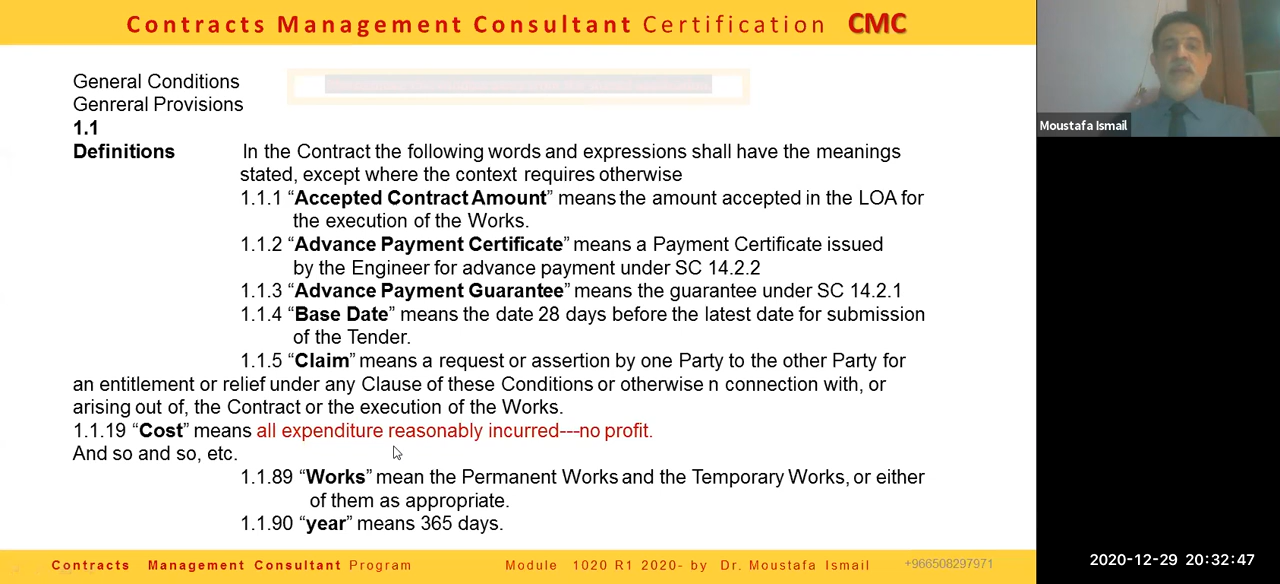 Contracts Management Consultant Certification CMC
General Conditions
Genreral Provisions
1.1
Definitions In the Contract the following words and expressions shall have the meanings
stated, except where the context requires otherwise
1.1.1 “Accepted Contract Amount” means the amount accepted in the LOA for
the execution of the Works.
1.1.2 “Advance Payment Certificate” means a Payment Certificate issued
by the Engineer for advance payment under SC 14.2.2
1.1.3 “Advance Payment Guarantee” means the guarantee under SC 14.2.1
1.1.4 “Base Date” means the date 28 days before the latest date for submission
of the Tender.
1.1.5 “Claim” means a request or assertion by one Party to the other Party for
an entitlement or relief under any Clause of these Conditions or otherwise n connection with, or
arising out of, the Contract or the execution of the Works.
1.1.19 “Cost” means all expenditure reasonably incurred---no profit.
And so and so, etc.
1.1.89 “Works” mean the Permanent Works and the Temporary Works, or either
of them as appropriate.
1.1.90 “year” means 365 days.
Contracts Management Consultant Program Module 1020 R1 2020- by Dr. Moustafa Ismail +966508297971
Moustafa Ismail
2020-12-29 20:32:47